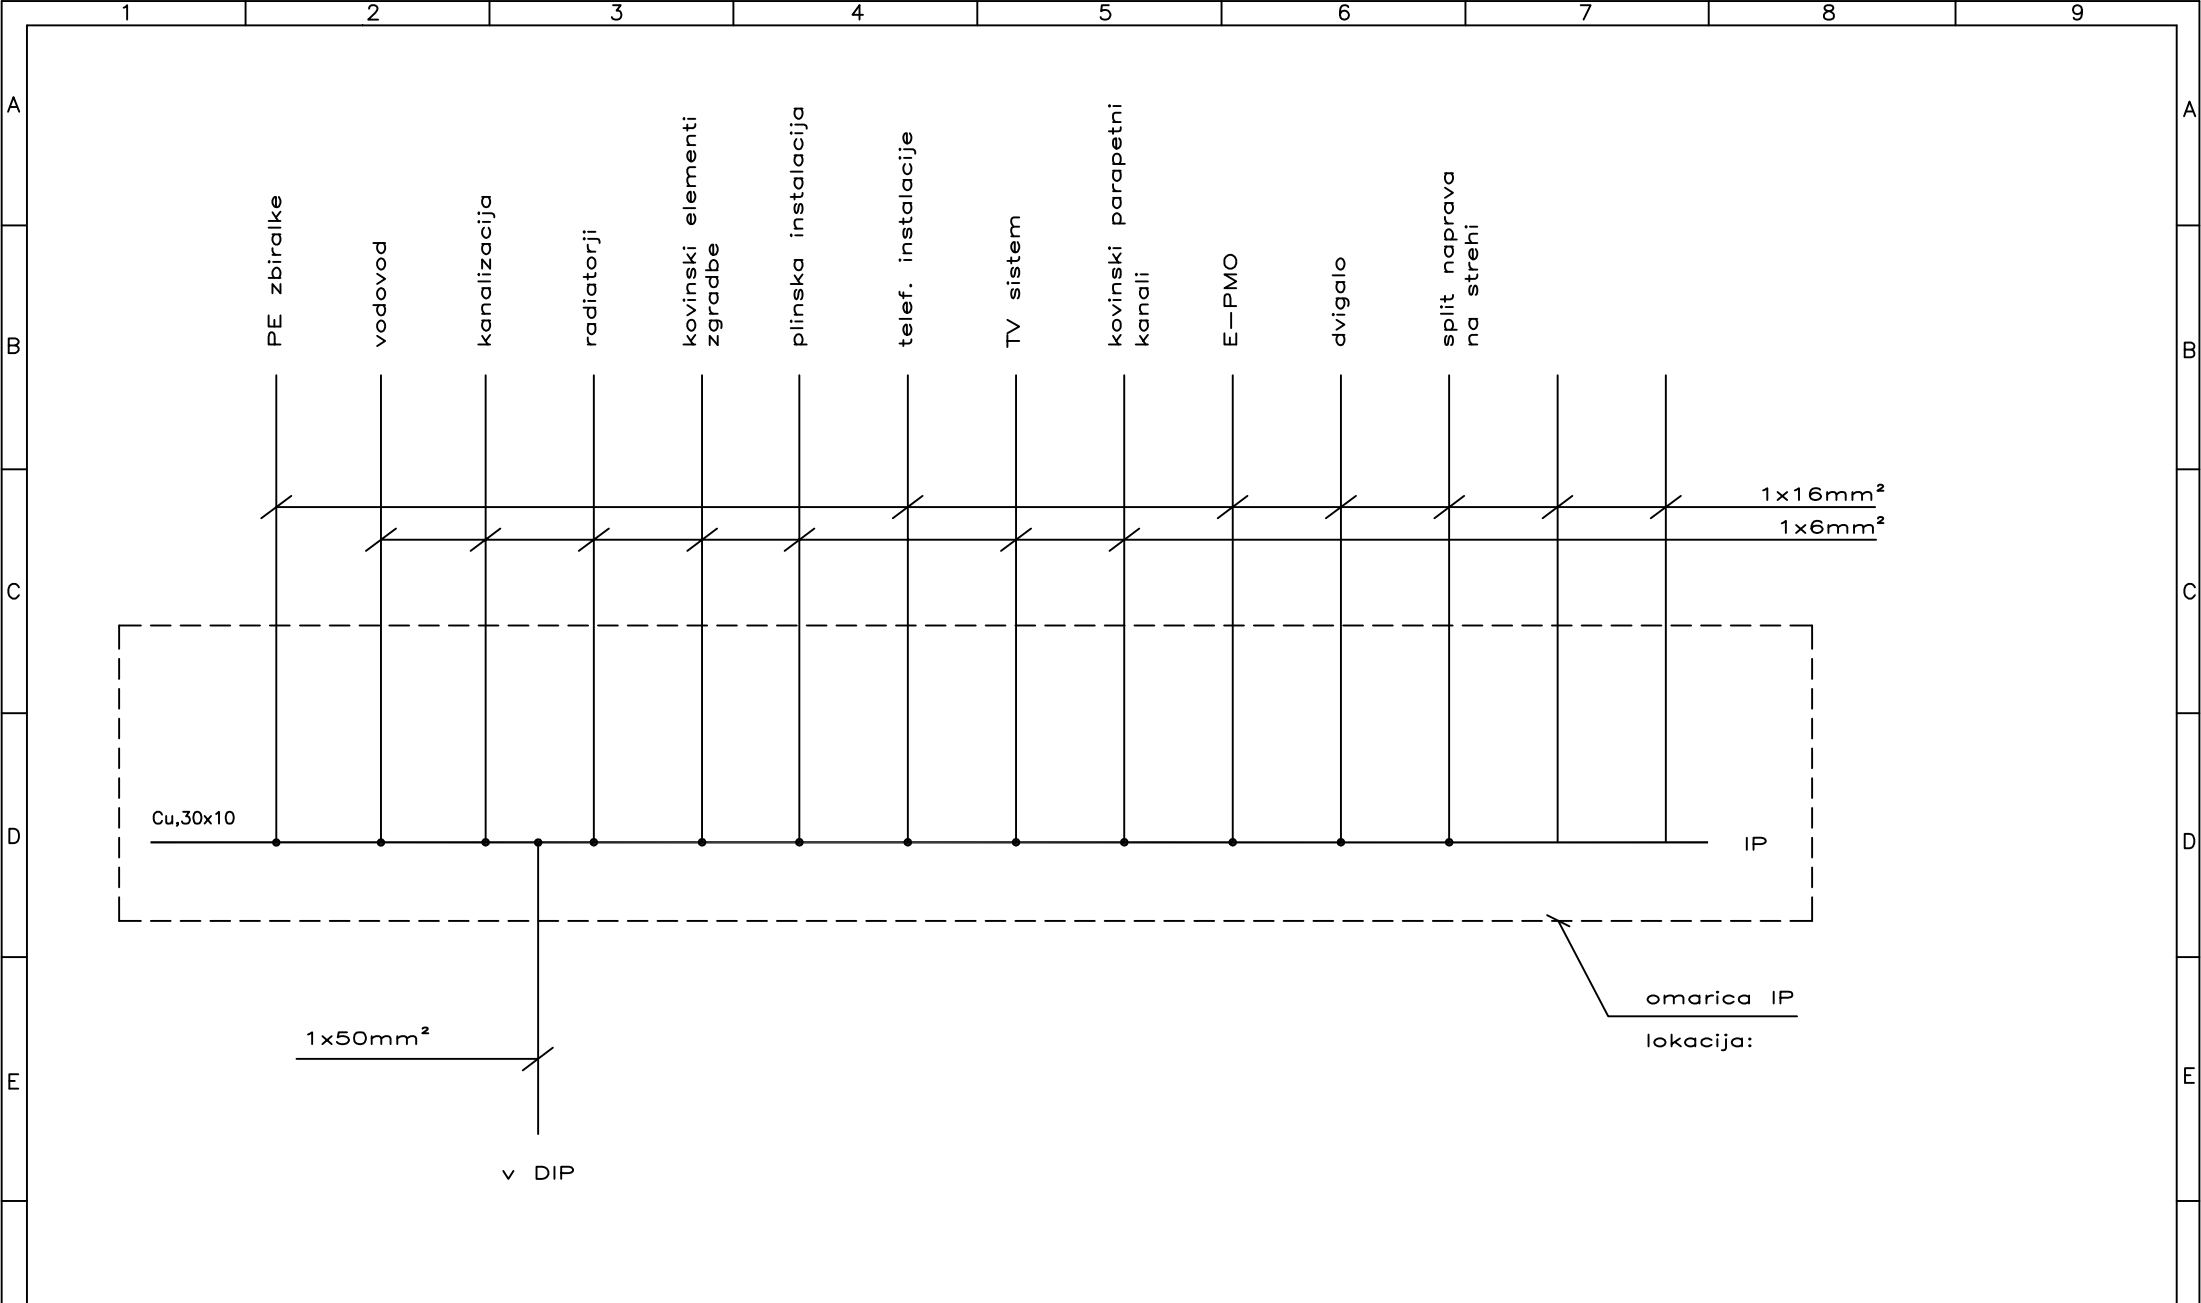 1 2 3 4 5 6 7 8 9
A
A
PE zbiralke
vodovod
kanalizacija
radiatorji
kovinski elementi
zgradbe
plinska instalacija
telef. instalacije
TV sistem
kovinski parapetni
kanali
E-PMO
dvigalo
split naprava
na strehi
B
B
1x16mm²
1x6mm²
C
C
Cu,30x10
D
IP
D
omarica IP
lokacija:
1x50mm²
E
E
v DIP